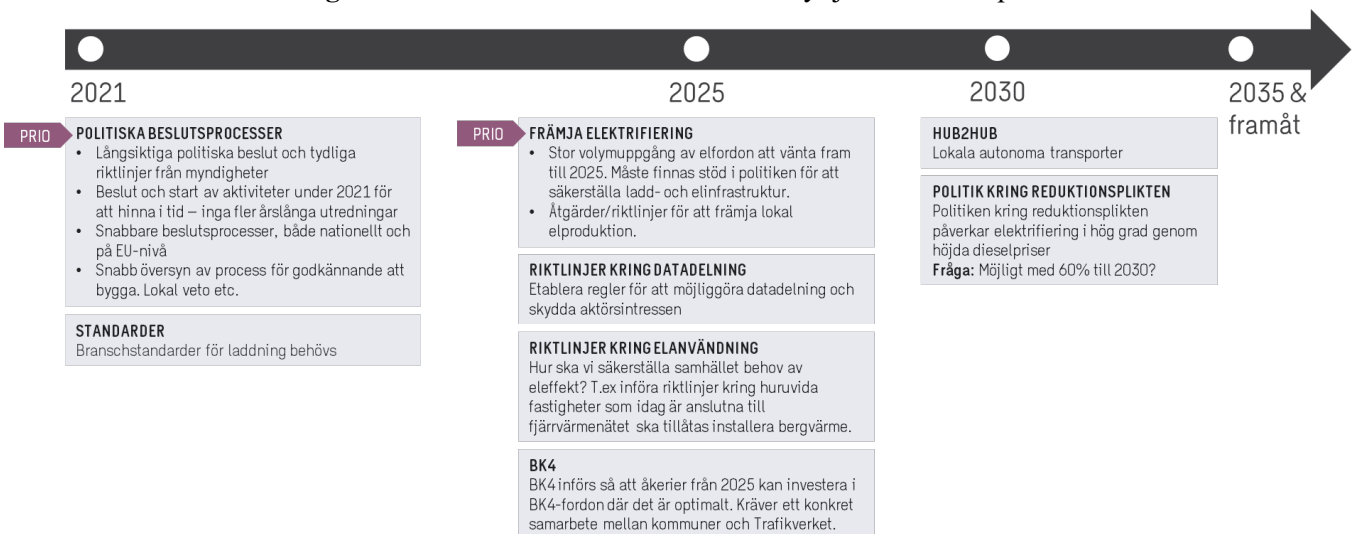 2021
2025
2030
2035 &
framåt
PRIO
POLITISKA BESLUTSPROCESSER
• Långsiktiga politiska beslut och tydliga
riktlinjer från myndigheter
• Beslut och start av aktiviteter under 2021 för
att hinna i tid – inga fler årslånga utredningar
• Snabbare beslutsprocesser, både nationellt och
på EU-nivå
• Snabb översyn av process för godkännande att
bygga. Lokal veto etc.
STANDARDER
Branschstandarder för laddning behövs
PRIO
FRÄMJA ELEKTRIFIERING
• Stor volymuppgång av elfordon att vänta fram
till 2025. Måste finnas stöd i politiken för att
säkerställa ladd- och elinfrastruktur.
• Åtgärder/riktlinjer för att främja lokal
elproduktion.
RIKTLINJER KRING DATADELNING
Etablera regler för att möjliggöra datadelning och
skydda aktörsintressen
RIKTLINJER KRING ELANVÄNDNING
Hur ska vi säkerställa samhället behov av
eleffekt? T.ex införa riktlinjer kring huruvida
fastigheter som idag är anslutna till
fjärrvärmenätet ska tillåtas installera bergvärme.
BK4
BK4 införs så att åkerier från 2025 kan investera i
BK4-fordon där det är optimalt. Kräver ett konkret
samarbete mellan kommuner och Trafikverket.
HUB2HUB
Lokala autonoma transporter
POLITIK KRING REDUKTIONSPLIKTEN
Politiken kring reduktionsplikten
påverkar elektrifiering i hög grad genom
höjda dieselpriser
Fråga: Möjligt med 60% till 2030?